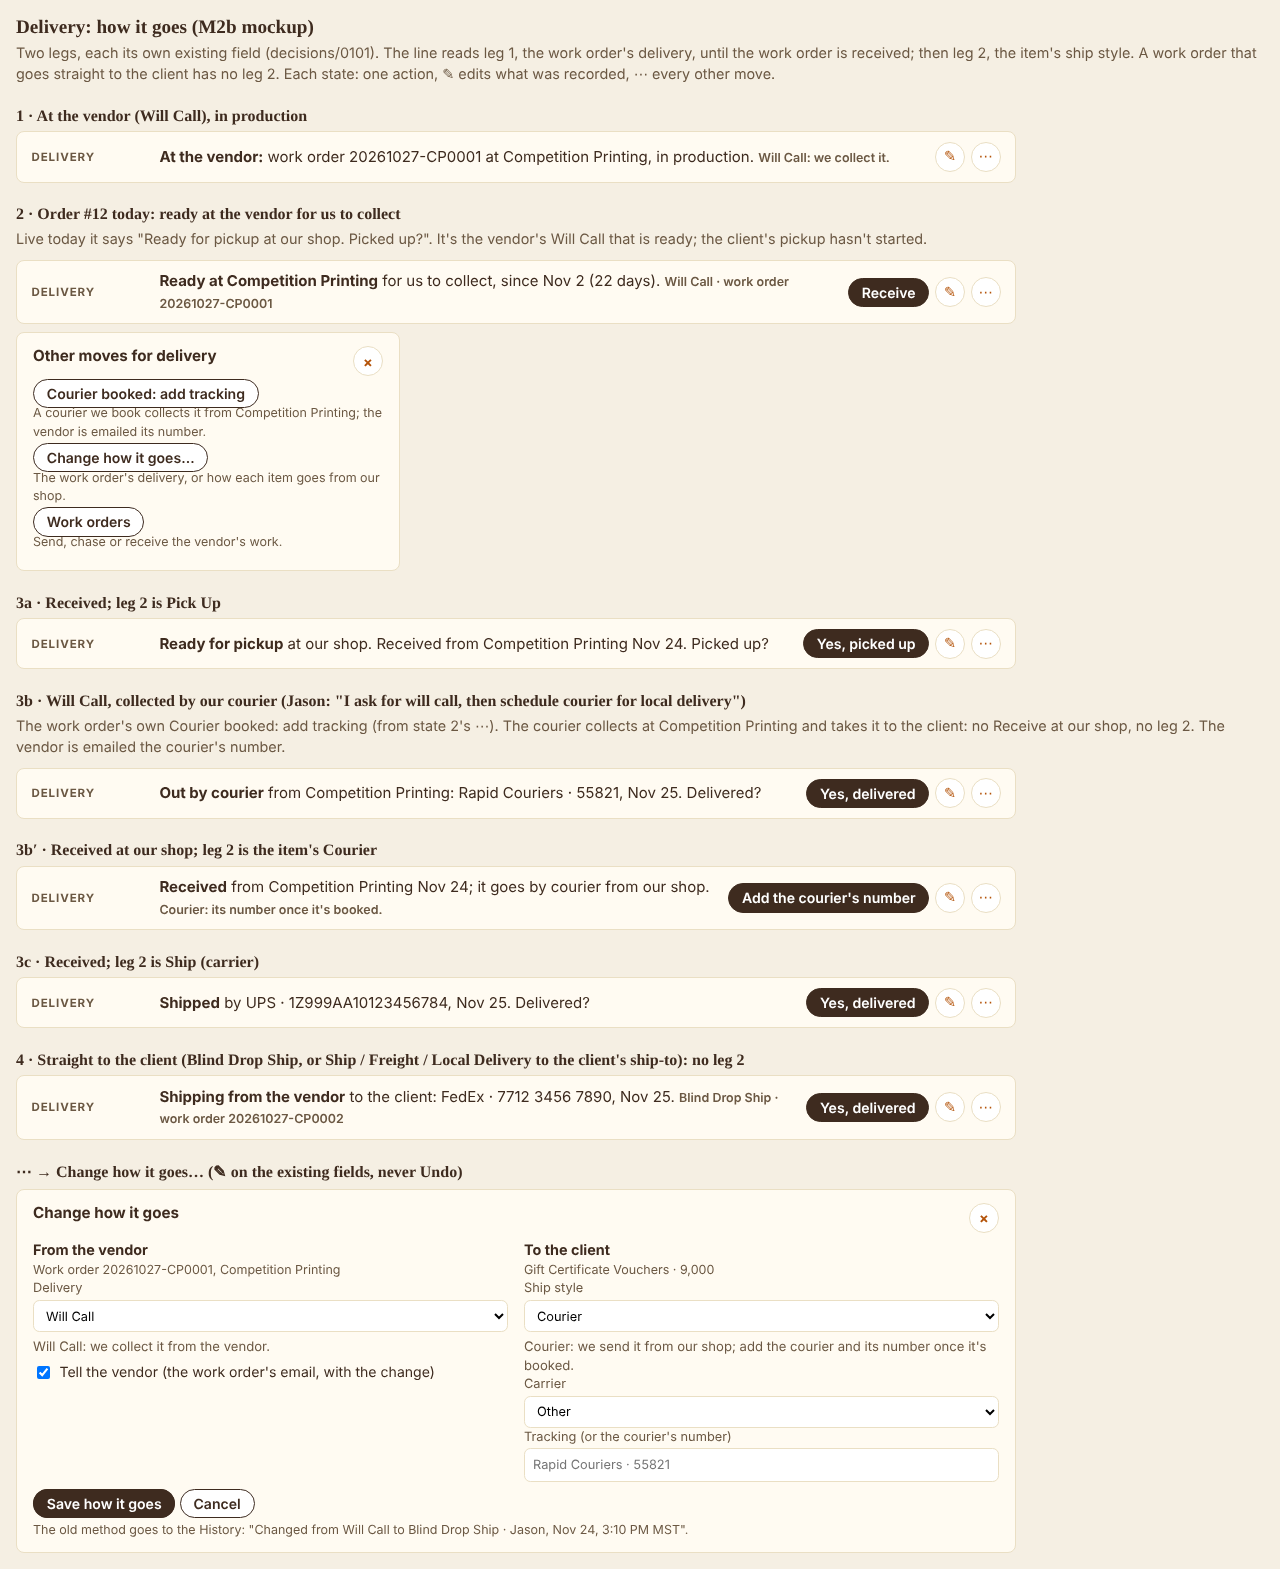 Delivery: how it goes (M2b mockup)
Two legs, each its own existing field (decisions/0101). The line reads leg 1, the work order's delivery, until the work order is received; then leg 2, the item's ship style. A work order that
goes straight to the client has no leg 2. Each state: one action, ✎ edits what was recorded, ⋯ every other move.
1 · At the vendor (Will Call), in production
DELIVERY
At the vendor: work order 20261027-CP0001 at Competition Printing, in production. Will Call: we collect it.
✎ ⋯
2 · Order #12 today: ready at the vendor for us to collect
Live today it says "Ready for pickup at our shop. Picked up?". It's the vendor's Will Call that is ready; the client's pickup hasn't started.
DELIVERY
Ready at Competition Printing for us to collect, since Nov 2 (22 days). Will Call · work order
20261027-CP0001
Receive ✎ ⋯
Other moves for delivery
×
Courier booked: add tracking
A courier we book collects it from Competition Printing; the
vendor is emailed its number.
Change how it goes…
The work order's delivery, or how each item goes from our
shop.
Work orders
Send, chase or receive the vendor's work.
3a · Received; leg 2 is Pick Up
DELIVERY
Ready for pickup at our shop. Received from Competition Printing Nov 24. Picked up?
Yes, picked up ✎ ⋯
3b · Will Call, collected by our courier (Jason: "I ask for will call, then schedule courier for local delivery")
The work order's own Courier booked: add tracking (from state 2's ⋯). The courier collects at Competition Printing and takes it to the client: no Receive at our shop, no leg 2. The
vendor is emailed the courier's number.
DELIVERY
Out by courier from Competition Printing: Rapid Couriers · 55821, Nov 25. Delivered?
Yes, delivered ✎ ⋯
3b′ · Received at our shop; leg 2 is the item's Courier
DELIVERY
Received from Competition Printing Nov 24; it goes by courier from our shop.
Courier: its number once it's booked.
Add the courier's number ✎ ⋯
3c · Received; leg 2 is Ship (carrier)
DELIVERY
Shipped by UPS · 1Z999AA10123456784, Nov 25. Delivered?
Yes, delivered ✎ ⋯
4 · Straight to the client (Blind Drop Ship, or Ship / Freight / Local Delivery to the client's ship-to): no leg 2
DELIVERY
Shipping from the vendor to the client: FedEx · 7712 3456 7890, Nov 25. Blind Drop Ship ·
work order 20261027-CP0002
Yes, delivered ✎ ⋯
⋯ → Change how it goes… (✎ on the existing fields, never Undo)
Change how it goes
×
From the vendor
Work order 20261027-CP0001, Competition Printing
Delivery
Will Call
Will Call: we collect it from the vendor.
Tell the vendor (the work order's email, with the change)
To the client
Gift Certificate Vouchers · 9,000
Ship style
Courier
Courier: we send it from our shop; add the courier and its number once it's
booked.
Carrier
Other
Tracking (or the courier's number)
Rapid Couriers · 55821
Save how it goes Cancel
The old method goes to the History: "Changed from Will Call to Blind Drop Ship · Jason, Nov 24, 3:10 PM MST".